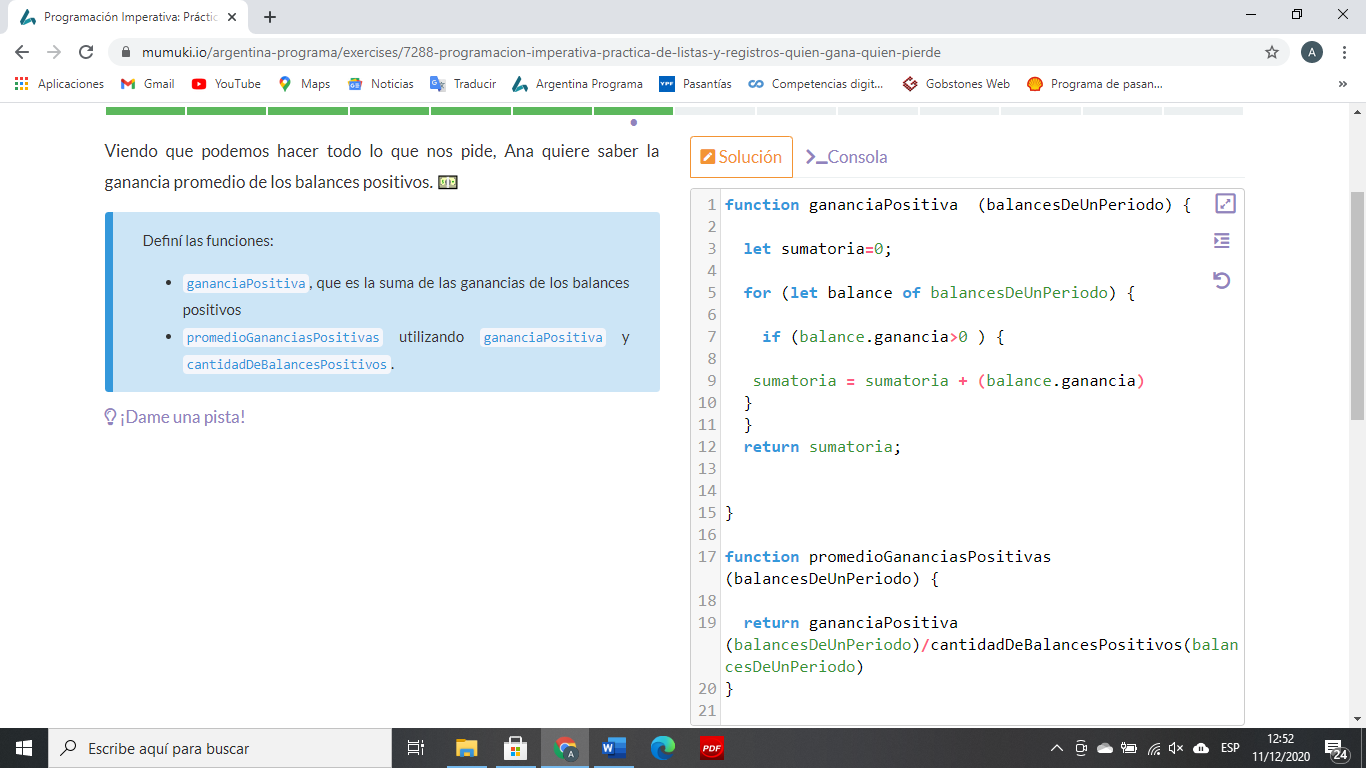 Programación Imperativa: Práctic
mumuki.io/argentina-programa/exercises/7288-programacion-imperativa-practica-de-listas-y-registros-quien-gana-quien-pierde
A
Aplicaciones
Gmail
YouTube
Maps
Noticias
Traducir
Argentina Programa
YPF
Pasantías
Competencias digit...
Gobstones Web
Programa de pasan...
»
Viendo que podemos hacer todo lo que nos pide, Ana quiere saber la
ganancia promedio de los balances positivos.
Definí las funciones:
• gananciaPositiva, que es la suma de las ganancias de los balances
positivos
• promedioGananciasPositivas utilizando gananciaPositiva y
cantidadDeBalancesPositivos.
¡Dame una pista!
Solución
Consola
1 function gananciaPositiva  (balancesDeUnPeriodo) {
2
3   let sumatoria=0;
4
5   for (let balance of balancesDeUnPeriodo) {
6
7     if (balance.ganancia>0 ) {
8
9    sumatoria = sumatoria + (balance.ganancia)
10   }
11   }
12   return sumatoria;
13
14
15 }
16
17 function promedioGananciasPositivas
(balancesDeUnPeriodo) {
18
19   return gananciaPositiva
(balancesDeUnPeriodo)/cantidadDeBalancesPositivos(balan
cesDeUnPeriodo)
20 }
21
Escribe aquí para buscar
A
W
PDF
ESP
12:52
11/12/2020
24